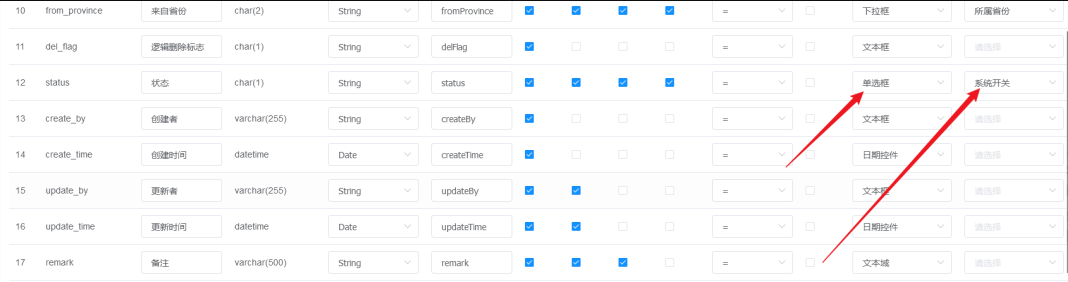 10 from_province 来自省份 char(2) String fromProvince = 下拉框 所属省份
11 del_flag 逻辑删除标志 char(1) String delFlag = 文本框 请选择
12 status 状态 char(1) String status = 单选框 系统开关
13 create_by 创建者 varchar(255) String createBy = 文本框 请选择
14 create_time 创建时间 datetime Date createTime = 日期控件 请选择
15 update_by 更新者 varchar(255) String updateBy = 文本框 请选择
16 update_time 更新时间 datetime Date updateTime = 日期控件 请选择
17 remark 备注 varchar(500) String remark = 文本域 请选择